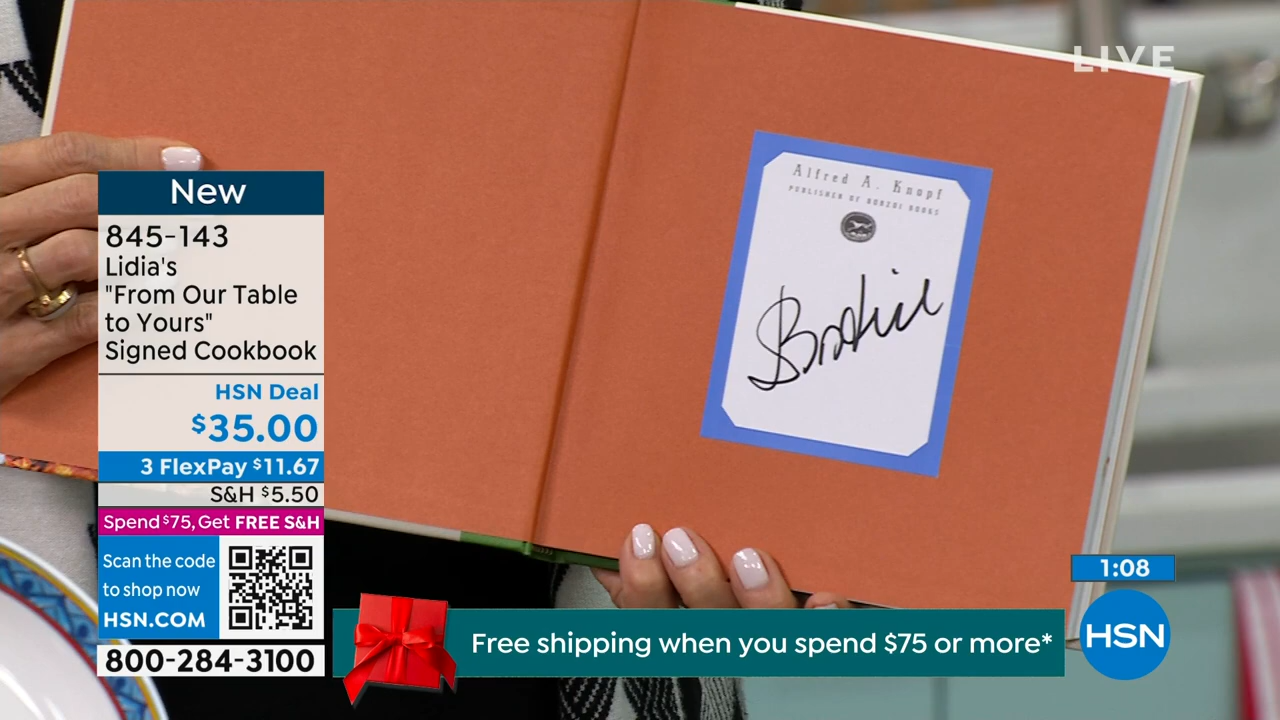 LIVE
Alfred A. Knopf
PUBLISHER OF BORZOI BOOKS
New
845-143
Lidia's
"From Our Table
to Yours"
Signed Cookbook
HSN Deal
$35.00
3 FlexPay $11.67
S&H $5.50
Spend $75, Get FREE S&H
Scan the code
to shop now
HSN.COM
800-284-3100
Free shipping when you spend $75 or more*
1:08
HSN